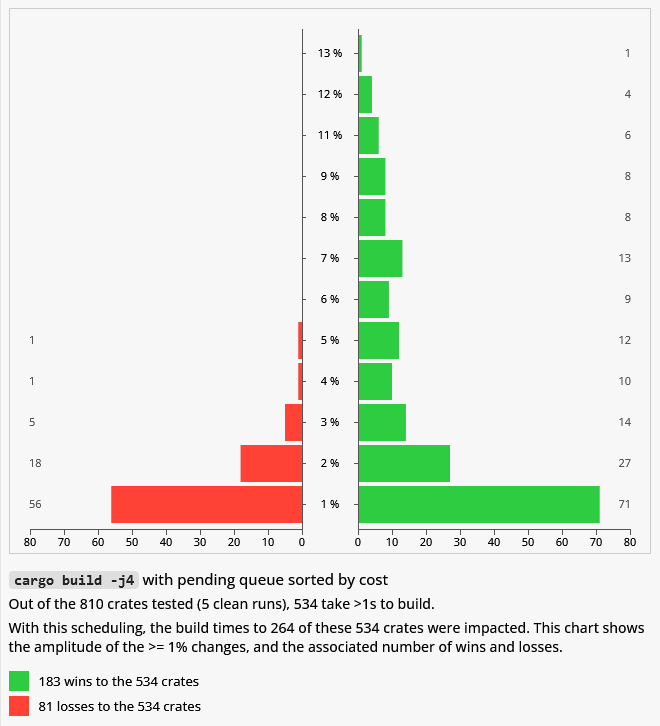 13 % 1
12 % 4
11 % 6
9 % 8
8 % 8
7 % 13
6 % 9
1 5 % 12
1 4 % 10
5 3 % 14
18 2 % 27
56 1 % 71
80 70 60 50 40 30 20 10 0 0 10 20 30 40 50 60 70 80
cargo build -j4 with pending queue sorted by cost
Out of the 810 crates tested (5 clean runs), 534 take >1s to build.
With this scheduling, the build times to 264 of these 534 crates were impacted. This chart shows
the amplitude of the >= 1% changes, and the associated number of wins and losses.
183 wins to the 534 crates
81 losses to the 534 crates